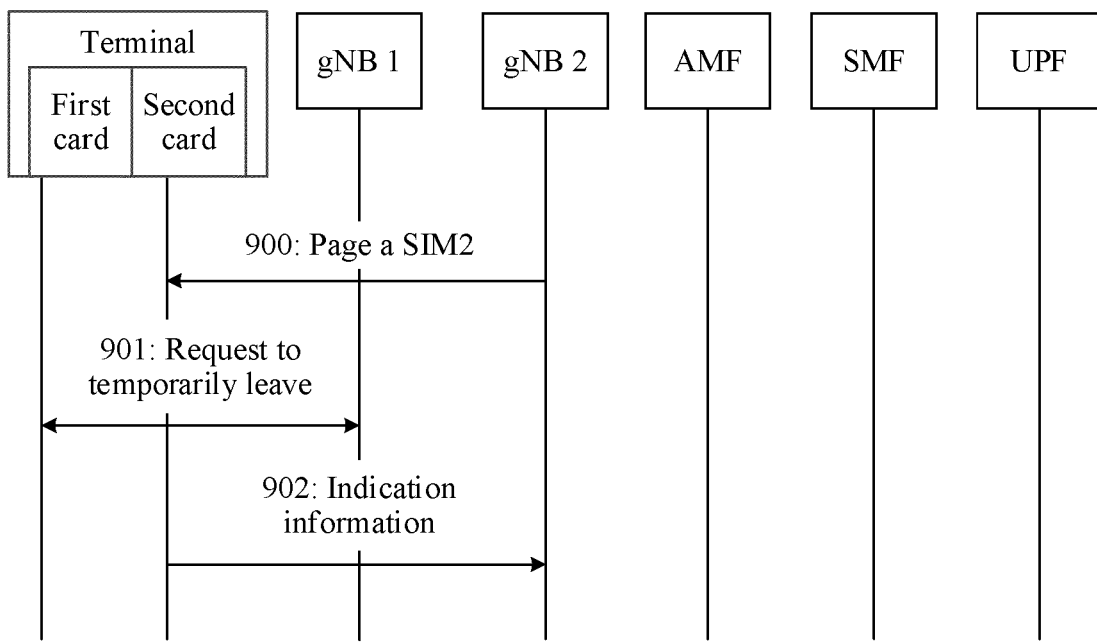 Terminal
First
card
Second
card
gNB 1
gNB 2
AMF
SMF
UPF
900: Page a SIM2
901: Request to
temporarily leave
902: Indication
information